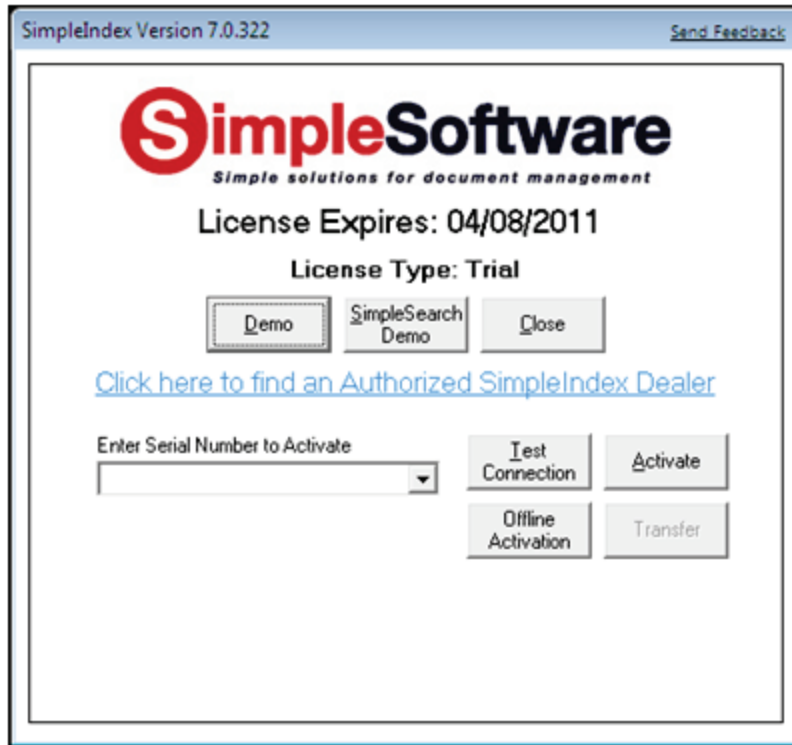 SimpleIndex Version 7.0.322
Send Feedback
SimpleSoftware
Simple solutions for document management
License Expires: 04/08/2011
License Type: Trial
Demo
SimpleSearch
Demo
Close
Click here to find an Authorized SimpleIndex Dealer
Enter Serial Number to Activate
Test
Connection
Activate
Offline
Activation
Transfer